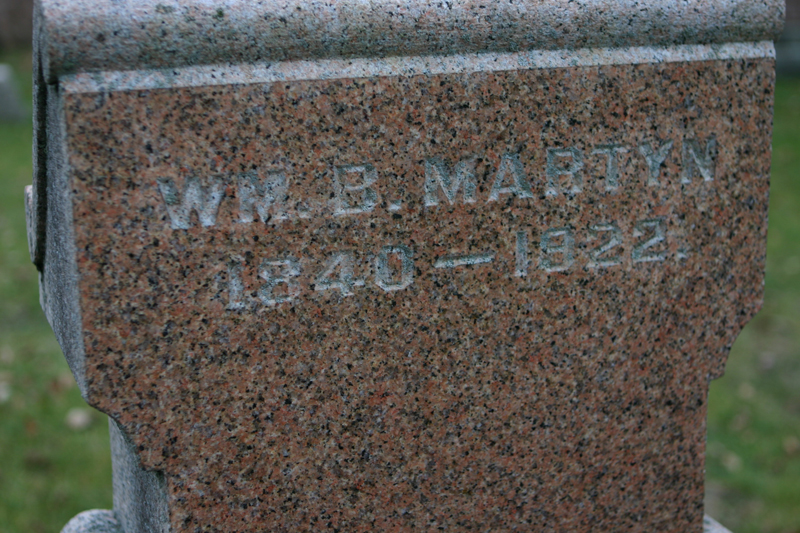 WM. B. MARTYN
1840 — 1922.